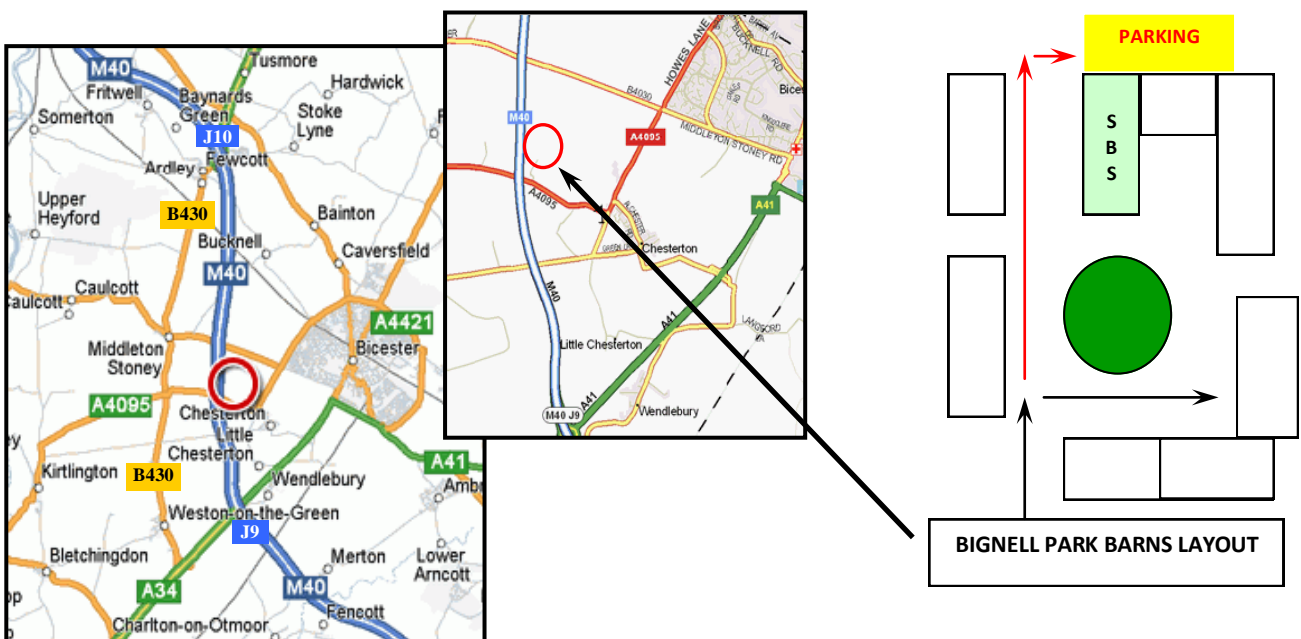 Tusmore
M40
Fritwell
Hardwick
Baynards
Green
Somerton
Stoke
Lyne
J10
Fewcott
Ardley
Upper
Heyford
B430
Bainton
Bucknell
Caversfield
M40
Caulcott
Caulcott
A4421
Middleton
Stoney
Bicester
A4095
Chesterton
Little
Chesterton
A41
B430
Kirtlington
Wendlebury
Weston-on-the-Green
J9
Bletchingdon
Merton
Lower
Arncott
A34
M40
Fencott
Charlton-on-Otmoor
HOWES LANE
BUCKNELL RD
B4030
M40
A4095
MIDDLETON STONEY RD
A4095
A41
Chesterton
M40
A41
Little Chesterton
A41
M40 J9
Wendlebury
PARKING
S
B
S
BIGNELL PARK BARNS LAYOUT